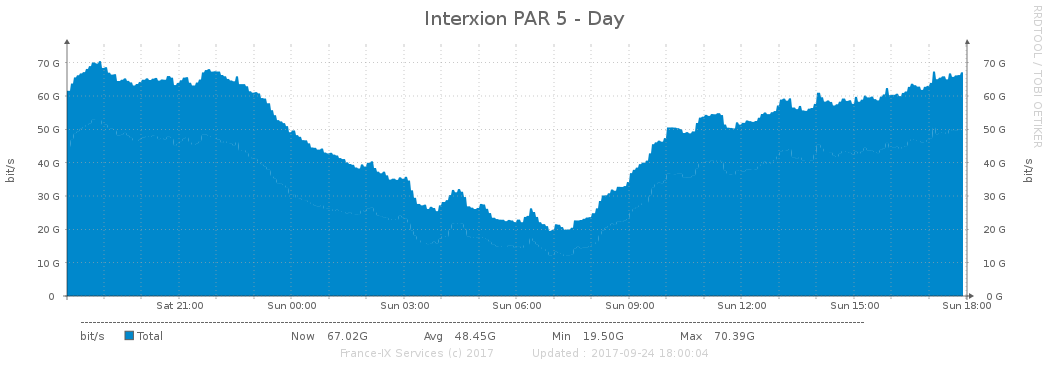 Interxion PAR 5 - Day
RRDTOOL / TOBI OETIKER
bit/s
70 G 70 G
60 G 60 G
50 G 50 G
40 G 40 G
30 G 30 G
20 G 20 G
10 G 10 G
0 0 G
bit/s
Sat 21:00 Sun 00:00 Sun 03:00 Sun 06:00 Sun 09:00 Sun 12:00 Sun 15:00 Sun 18:00
bit/s Total Now 67.02G Avg 48.45G Min 19.50G Max 70.39G
France-IX Services (c) 2017 Updated : 2017-09-24 18:00:04